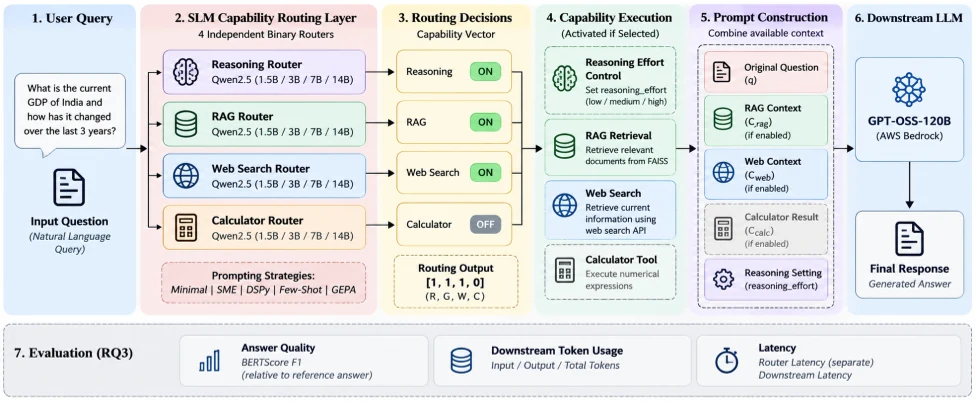 1. User Query
What is the current
GDP of India and
how has it changed
over the last 3 years?
Input Question
(Natural Language
Query)
2. SLM Capability Routing Layer
4 Independent Binary Routers
Reasoning Router
Qwen2.5 (1.5B / 3B / 7B / 14B)
RAG Router
Qwen2.5 (1.5B / 3B / 7B / 14B)
Web Search Router
Qwen2.5 (1.5B / 3B / 7B / 14B)
Calculator Router
Qwen2.5 (1.5B / 3B / 7B / 14B)
Prompting Strategies:
Minimal | SME | DSPy | Few-Shot | GEPA
3. Routing Decisions
Capability Vector
Reasoning ON
RAG ON
Web Search ON
Calculator OFF
Routing Output
[1, 1, 1, 0]
(R, G, W, C)
4. Capability Execution
(Activated if Selected)
Reasoning Effort
Control
Set reasoning_effort
(low / medium / high)
RAG Retrieval
Retrieve relevant
documents from FAISS
Web Search
Retrieve current
information using
web search API
Calculator Tool
Execute numerical
expressions
5. Prompt Construction
Combine available context
Original Question
(q)
RAG Context
(C_rag)
(if enabled)
Web Context
(Cweb)
(if enabled)
Calculator Result
(Ccalc)
(if enabled)
Reasoning Setting
(reasoning_effort)
6. Downstream LLM
GPT-OSS-120B
(AWS Bedrock)
Final Response
Generated Answer
7. Evaluation (RQ3)
Answer Quality
BERTScore F1
(relative to reference answer)
Downstream Token Usage
Input / Output / Total Tokens
Latency
Router Latency (separate)
Downstream Latency